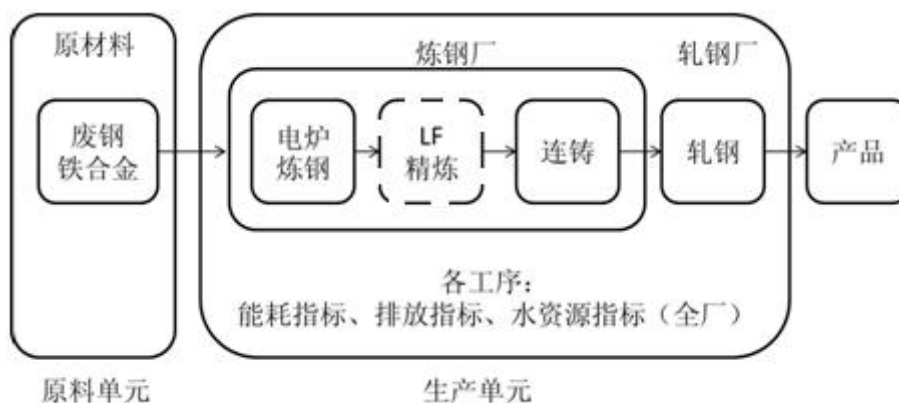 原材料
炼钢厂
轧钢厂
废钢
铁合金
电炉
炼钢
LF
精炼
连铸
轧钢
产品
各工序：
能耗指标、排放指标、水资源指标（全厂）
原料单元
生产单元